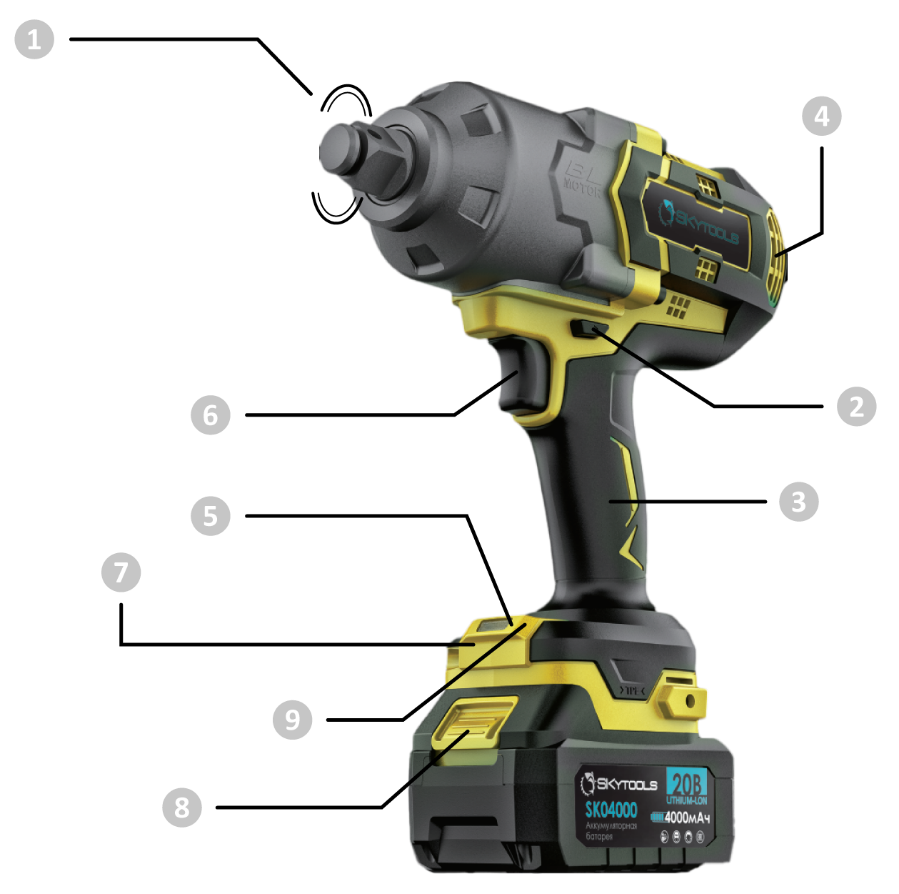 1
4
BL
MOTOR
SKYTOOLS
2
6
3
5
7
>TPE<
9
8
SKYTOOLS
20В
LITHIUM-LON
SK04000
4000мАч
Аккумуляторная
батарея